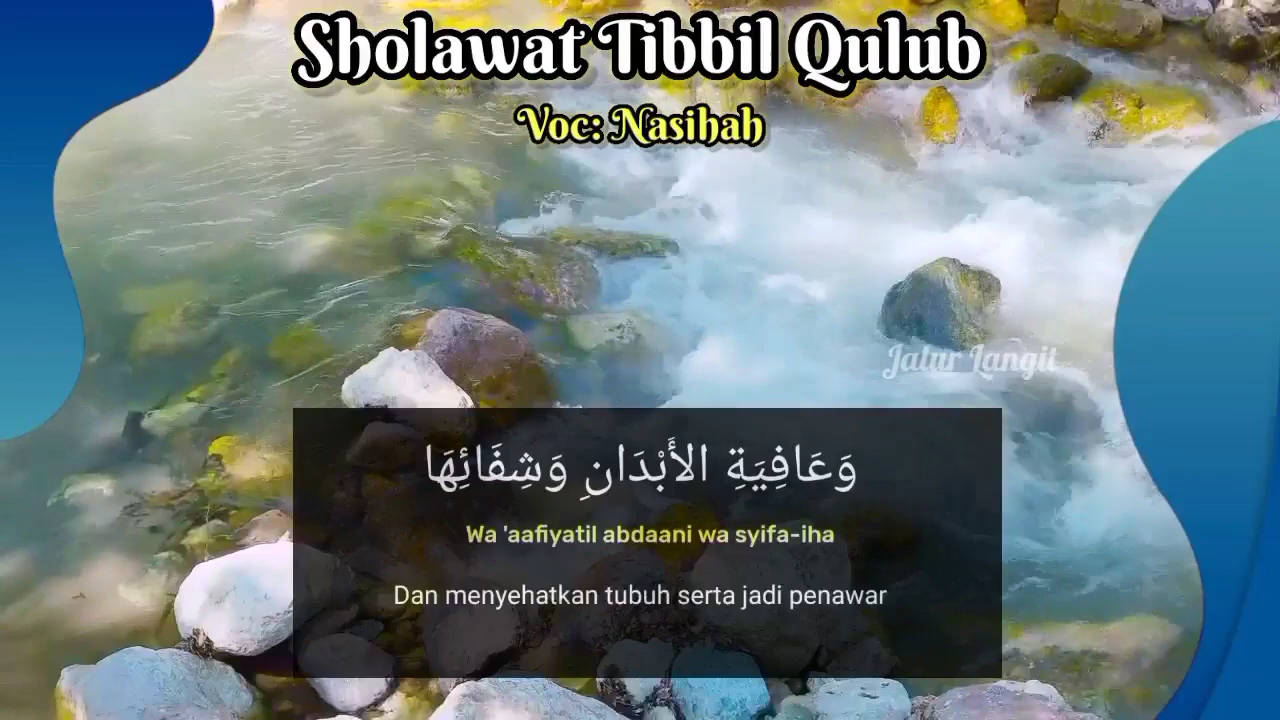 Sholawat Tibbil Qulub
Voc: Nasihah
Jalur Langit
وَعَافِيَةِ الأَبْدَانِ وَشِفَائِهَا
Wa 'aafiyatil abdaani wa syifa-iha
Dan menyehatkan tubuh serta jadi penawar